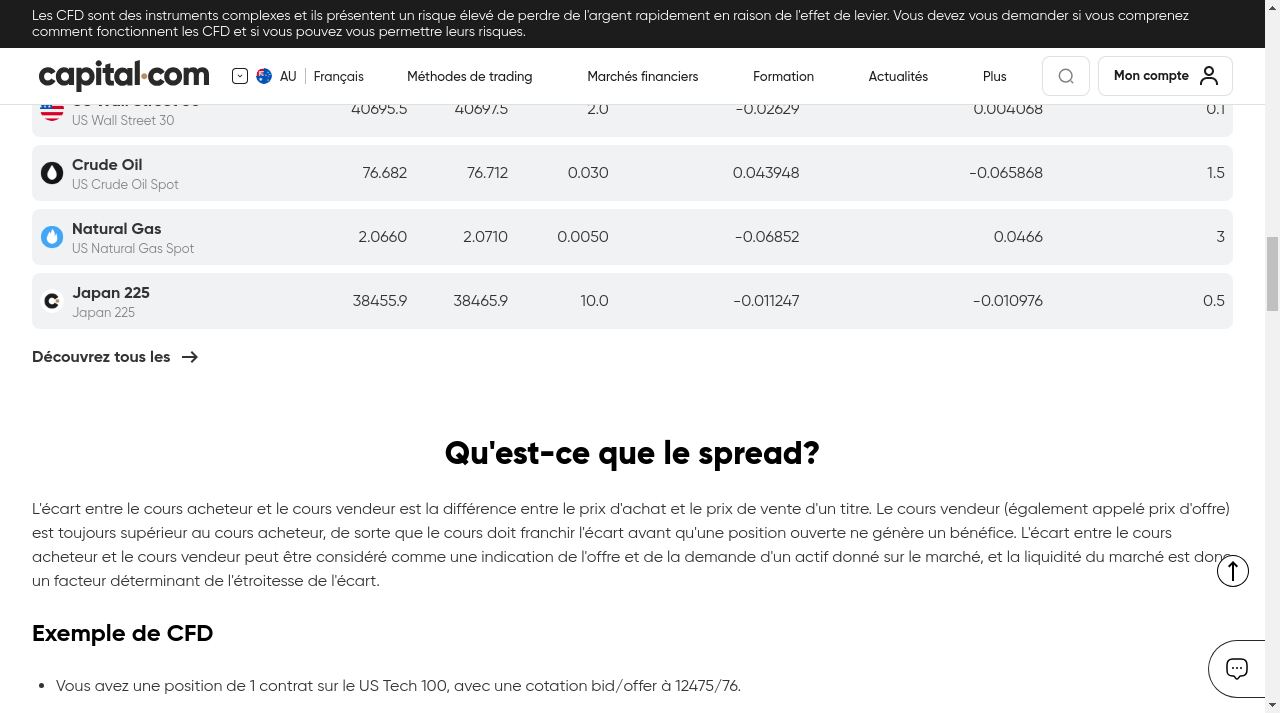 Les CFD sont des instruments complexes et ils présentent un risque élevé de perdre de l'argent rapidement en raison de l'effet de levier. Vous devez vous demander si vous comprenez
comment fonctionnent les CFD et si vous pouvez vous permettre leurs risques.
capital.com AU Français Méthodes de trading Marchés financiers Formation Actualités Plus Mon compte
40695.5 40697.5 2.0 -0.02629 0.004068 0.1
US Wall Street 30
Crude Oil 76.682 76.712 0.030 0.043948 -0.065868 1.5
US Crude Oil Spot
Natural Gas 2.0660 2.0710 0.0050 -0.06852 0.0466 3
US Natural Gas Spot
Japan 225 38455.9 38465.9 10.0 -0.011247 -0.010976 0.5
Japan 225
Découvrez tous les
Qu'est-ce que le spread?
L'écart entre le cours acheteur et le cours vendeur est la différence entre le prix d'achat et le prix de vente d'un titre. Le cours vendeur (également appelé prix d'offre)
est toujours supérieur au cours acheteur, de sorte que le cours doit franchir l'écart avant qu'une position ouverte ne génère un bénéfice. L'écart entre le cours
acheteur et le cours vendeur peut être considéré comme une indication de l'offre et de la demande d'un actif donné sur le marché, et la liquidité du marché est donc
un facteur déterminant de l'étroitesse de l'écart.
Exemple de CFD
Vous avez une position de 1 contrat sur le US Tech 100, avec une cotation bid/offer à 12475/76.